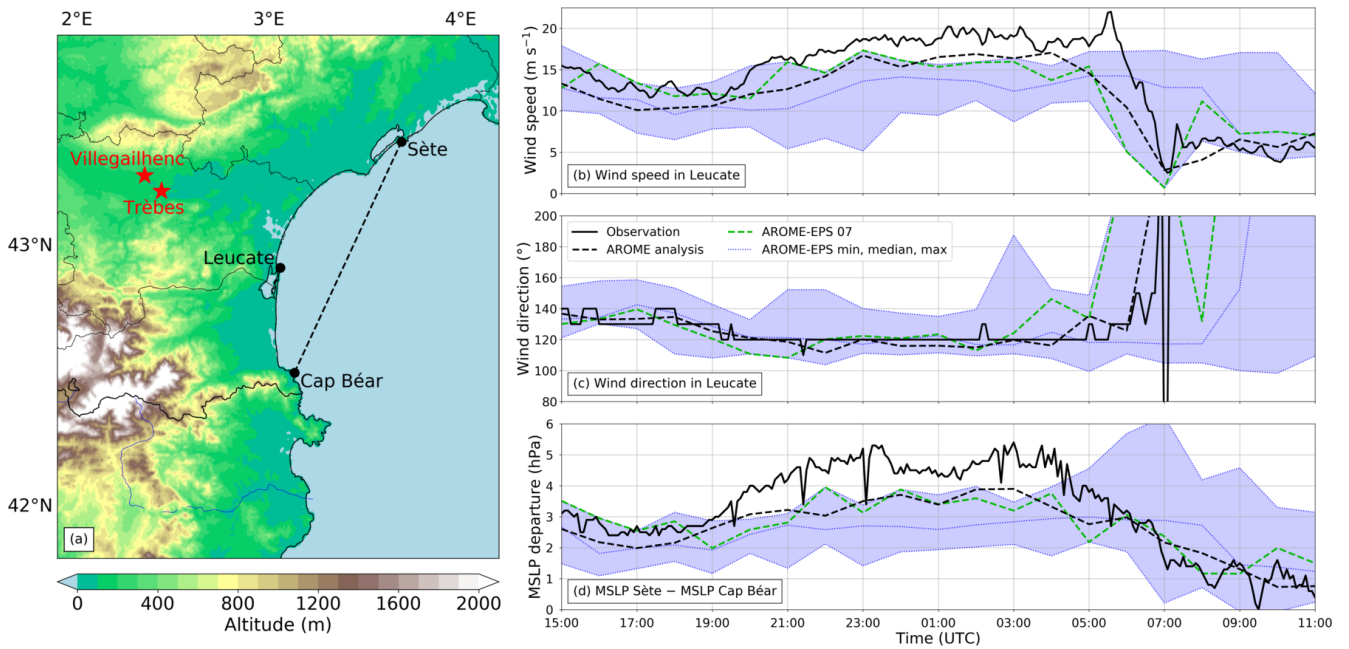 2°E
3°E
4°E
43°N
42°N
Villegailhenc
Trèbes
Sète
Leucate
Cap Béar
(a)
0
400
800
1200
1600
2000
Altitude (m)
Wind speed (m s⁻¹)
20
15
10
5
0
(b) Wind speed in Leucate
Wind direction (°)
200
180
160
140
120
100
80
Observation
AROME analysis
AROME-EPS 07
AROME-EPS min, median, max
(c) Wind direction in Leucate
MSLP departure (hPa)
6
5
4
3
2
1
0
(d) MSLP Sète − MSLP Cap Béar
15:00
17:00
19:00
21:00
23:00
01:00
03:00
05:00
07:00
09:00
11:00
Time (UTC)